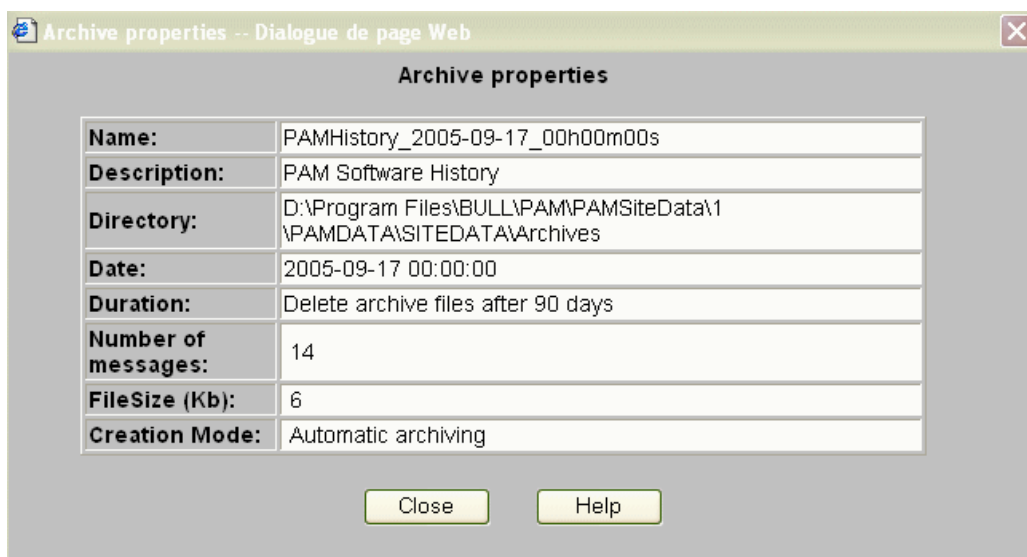 Archive properties -- Dialogue de page Web
Archive properties
Name: PAMHistory_2005-09-17_00h00m00s
Description: PAM Software History
Directory: D:\Program Files\BULL\PAM\PAMSiteData\1
\PAMDATA\SITEDATA\Archives
Date: 2005-09-17 00:00:00
Duration: Delete archive files after 90 days
Number of
messages: 14
FileSize (Kb): 6
Creation Mode: Automatic archiving
Close Help